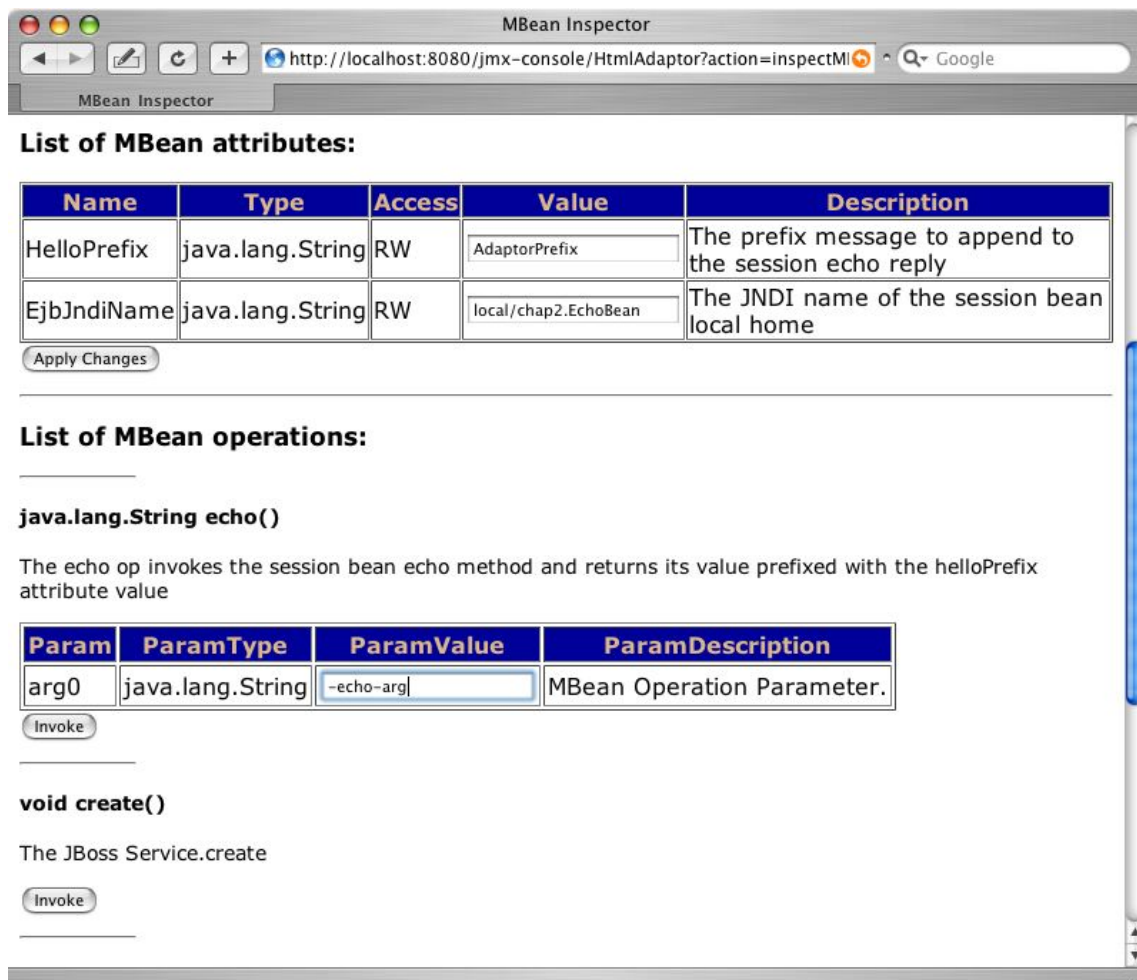 MBean Inspector
http://localhost:8080/jmx-console/HtmlAdaptor?action=inspectM
Google
MBean Inspector
List of MBean attributes:
Name Type Access Value Description
HelloPrefix java.lang.String RW AdaptorPrefix The prefix message to append to
the session echo reply
EjbJndiName java.lang.String RW local/chap2.EchoBean The JNDI name of the session bean
local home
Apply Changes
List of MBean operations:
java.lang.String echo()
The echo op invokes the session bean echo method and returns its value prefixed with the helloPrefix
attribute value
Param ParamType ParamValue ParamDescription
arg0 java.lang.String -echo-arg MBean Operation Parameter.
Invoke
void create()
The JBoss Service.create
Invoke